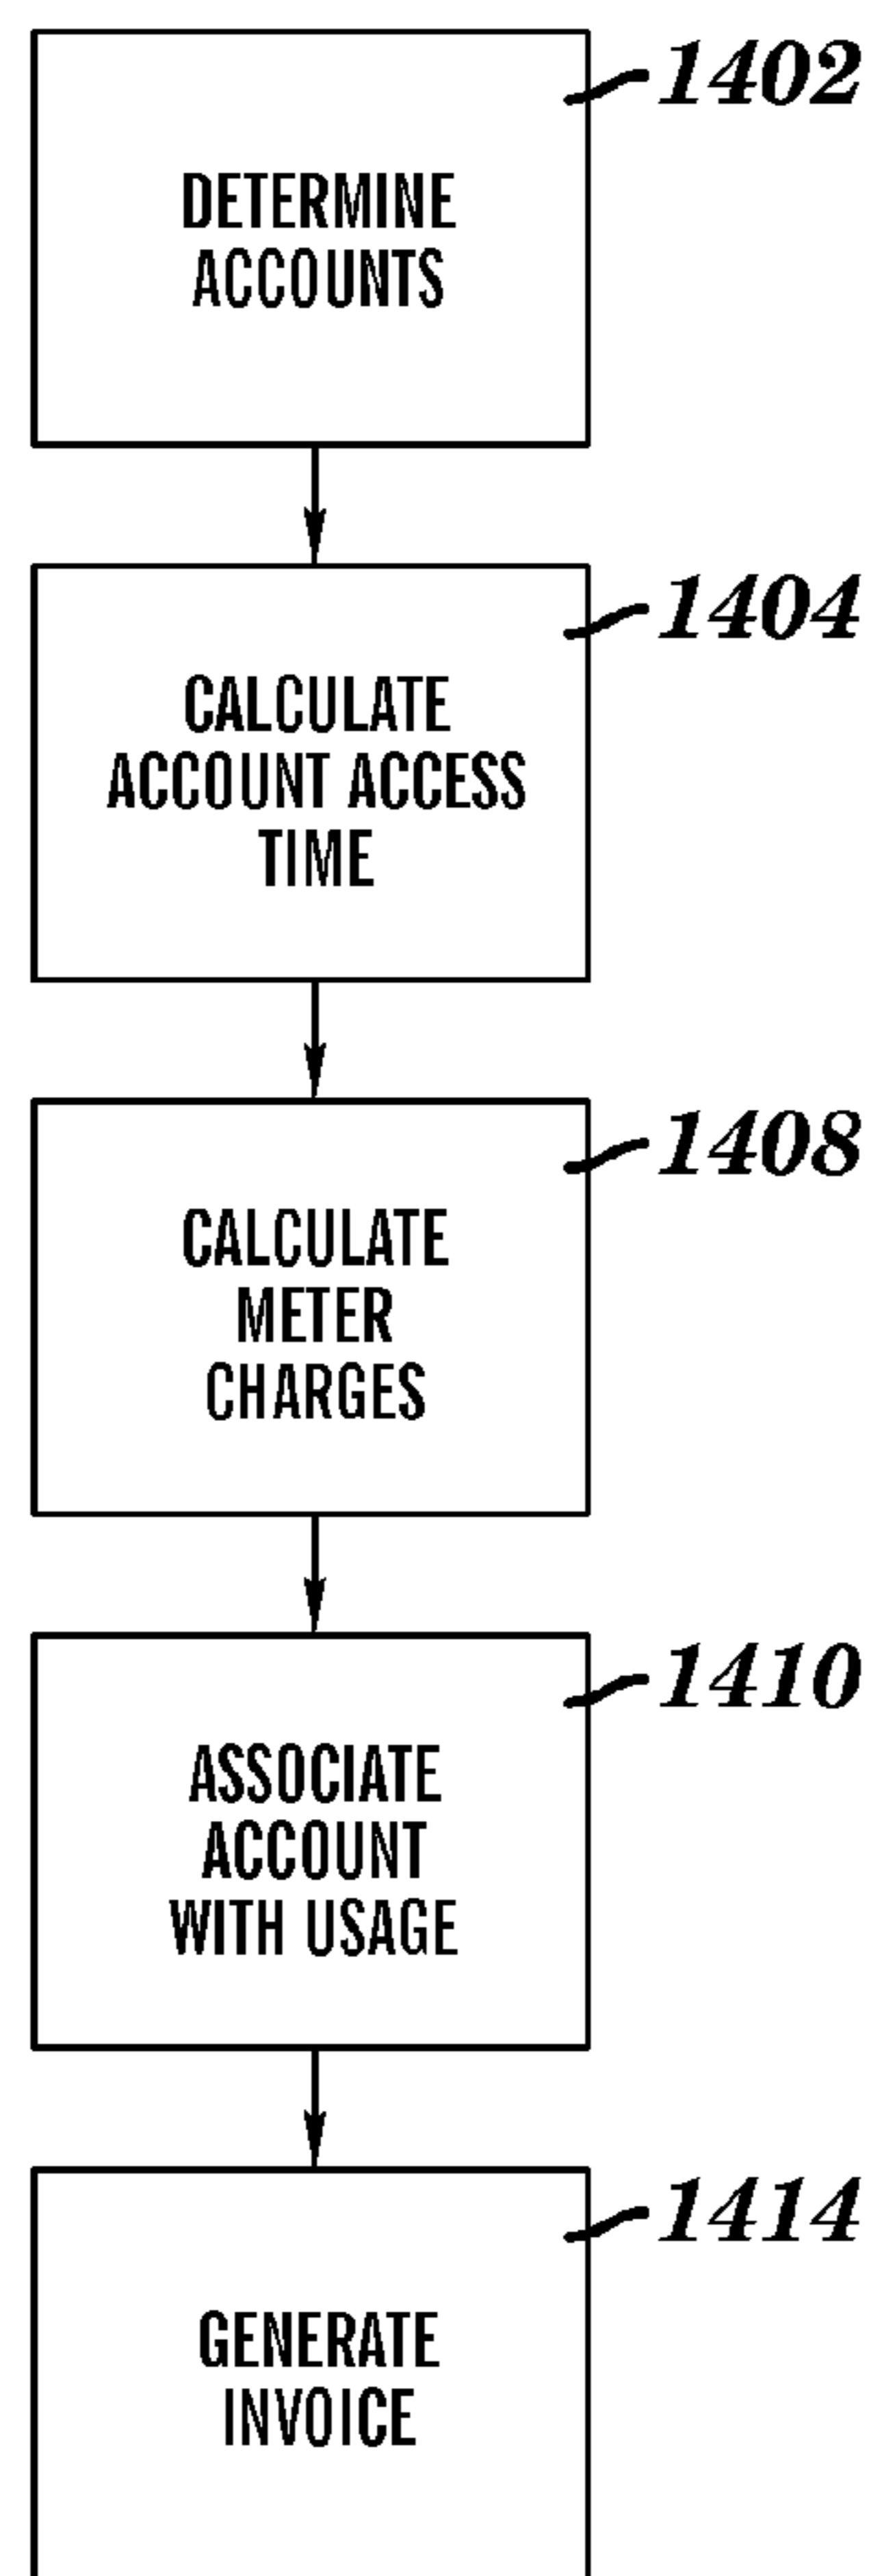 1402
DETERMINE
ACCOUNTS
1404
CALCULATE
ACCOUNT ACCESS
TIME
1408
CALCULATE
METER
CHARGES
1410
ASSOCIATE
ACCOUNT
WITH USAGE
1414
GENERATE
INVOICE